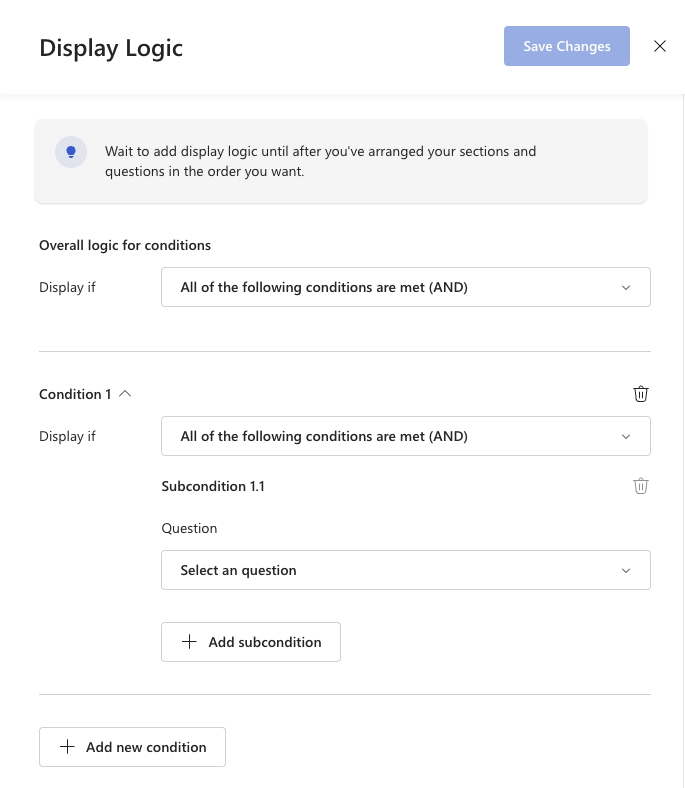 Display Logic
Save Changes
Wait to add display logic until after you've arranged your sections and
questions in the order you want.
Overall logic for conditions
Display if
All of the following conditions are met (AND)
Condition 1
Display if
All of the following conditions are met (AND)
Subcondition 1.1
Question
Select an question
Add subcondition
Add new condition